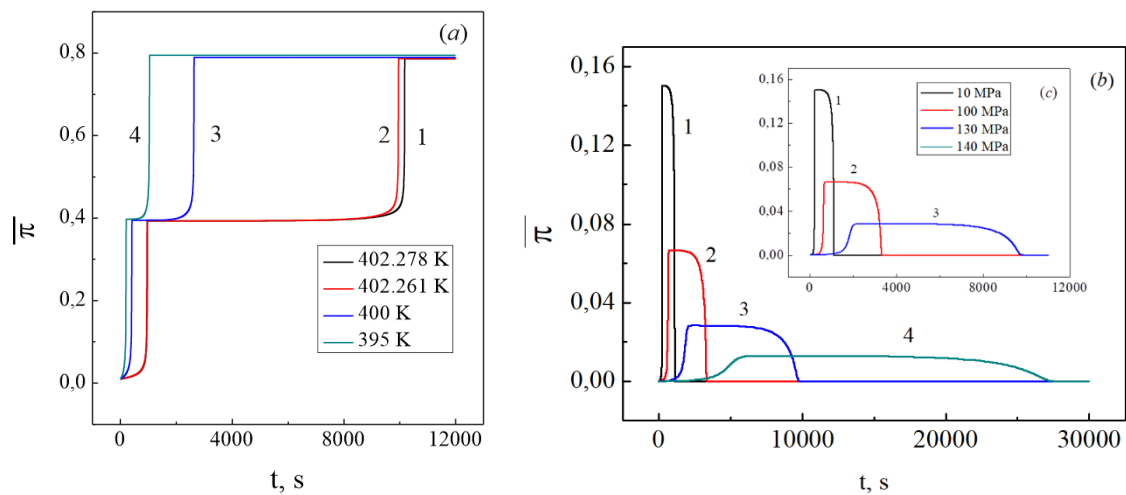 (a)
0,8
0,6
0,4
0,2
0,0
π
4
3
2
1
402.278 K
402.261 K
400 K
395 K
0
4000
8000
12000
t, s
(b)
0,16
0,12
0,08
0,04
0,00
π
1
2
3
4
0
10000
20000
30000
t, s
(c)
0,16
0,12
0,08
0,04
0,00
1
2
3
10 MPa
100 MPa
130 MPa
140 MPa
0
4000
8000
12000